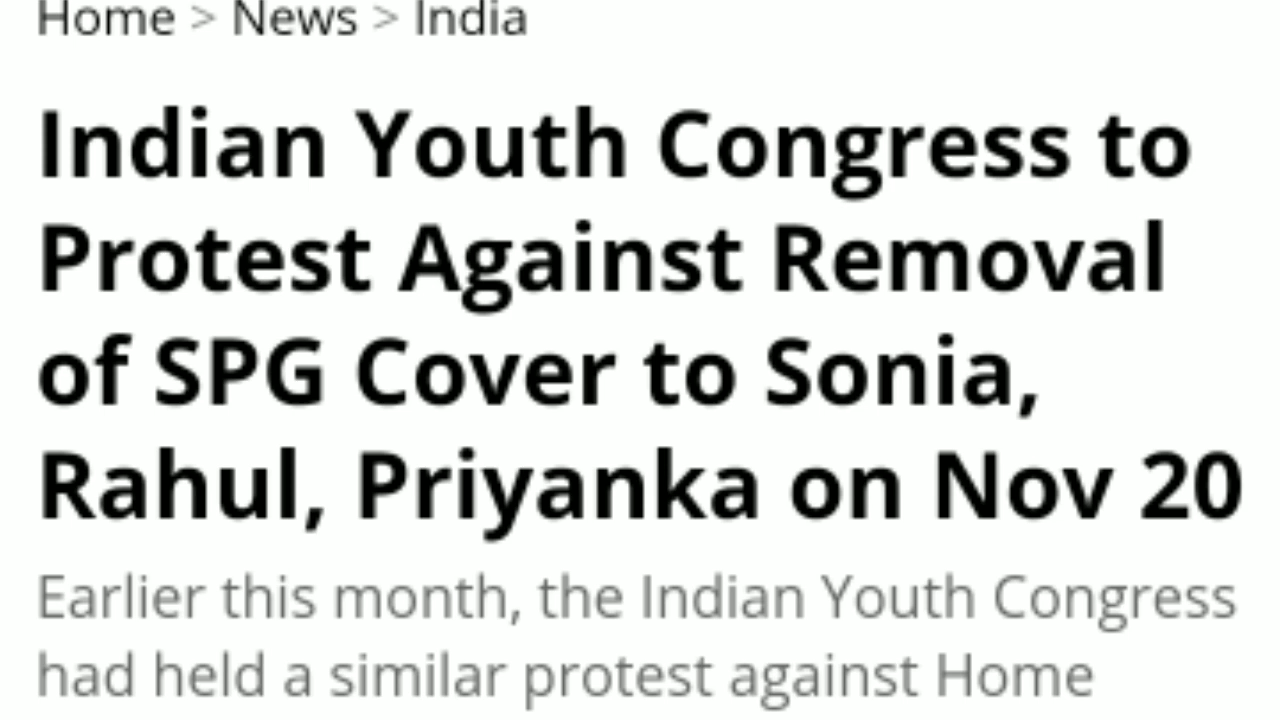 Home > News > India
Indian Youth Congress to
Protest Against Removal
of SPG Cover to Sonia,
Rahul, Priyanka on Nov 20
Earlier this month, the Indian Youth Congress
had held a similar protest against Home